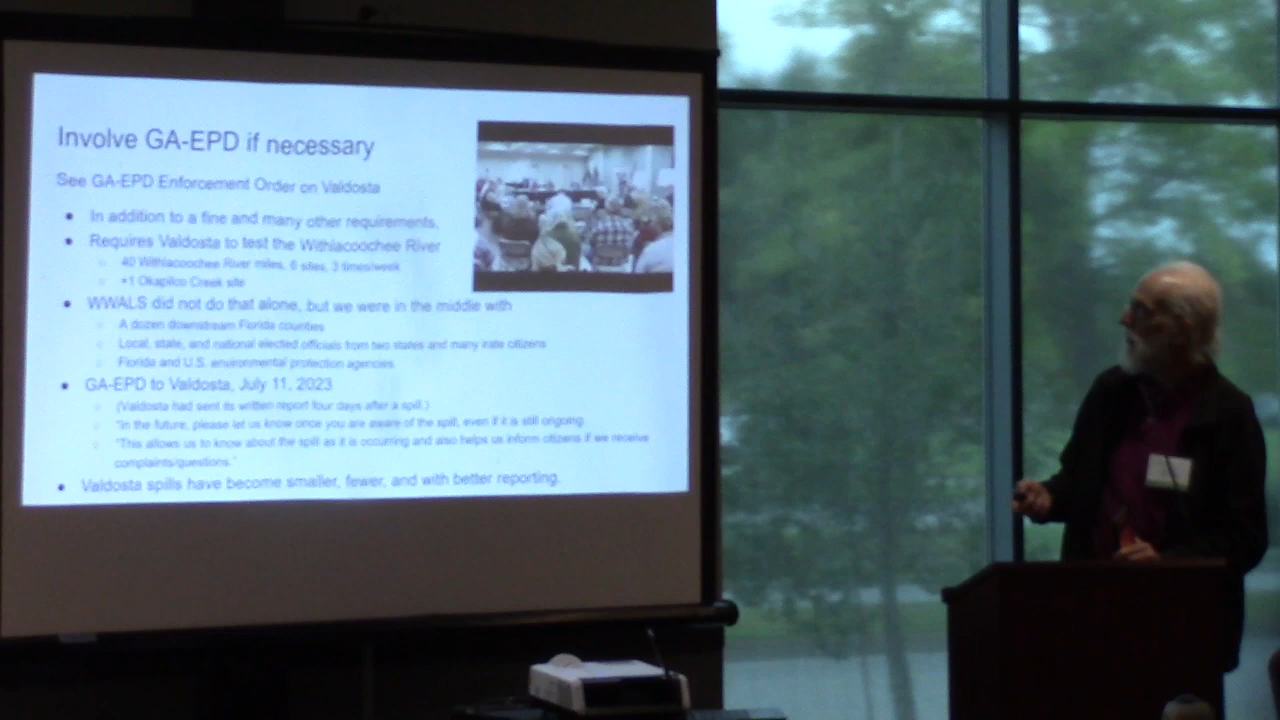 Involve GA-EPD if necessary
See GA-EPD Enforcement Order on Valdosta
• In addition to a fine and many other requirements,
• Requires Valdosta to test the Withlacoochee River
○ 40 Withlacoochee River miles, 6 sites, 3 times/week
○ +1 Okapilco Creek site
• WWALS did not do that alone, but we were in the middle with
○ A dozen downstream Florida counties
○ Local, state, and national elected officials from two states and many irate citizens
○ Florida and U.S. environmental protection agencies
• GA-EPD to Valdosta, July 11, 2023
○ (Valdosta had sent its written report four days after a spill.)
○ "In the future, please let us know once you are aware of the spill, even if it is still ongoing.
○ "This allows us to know about the spill as it is occurring and also helps us inform citizens if we receive
complaints/questions."
• Valdosta spills have become smaller, fewer, and with better reporting.